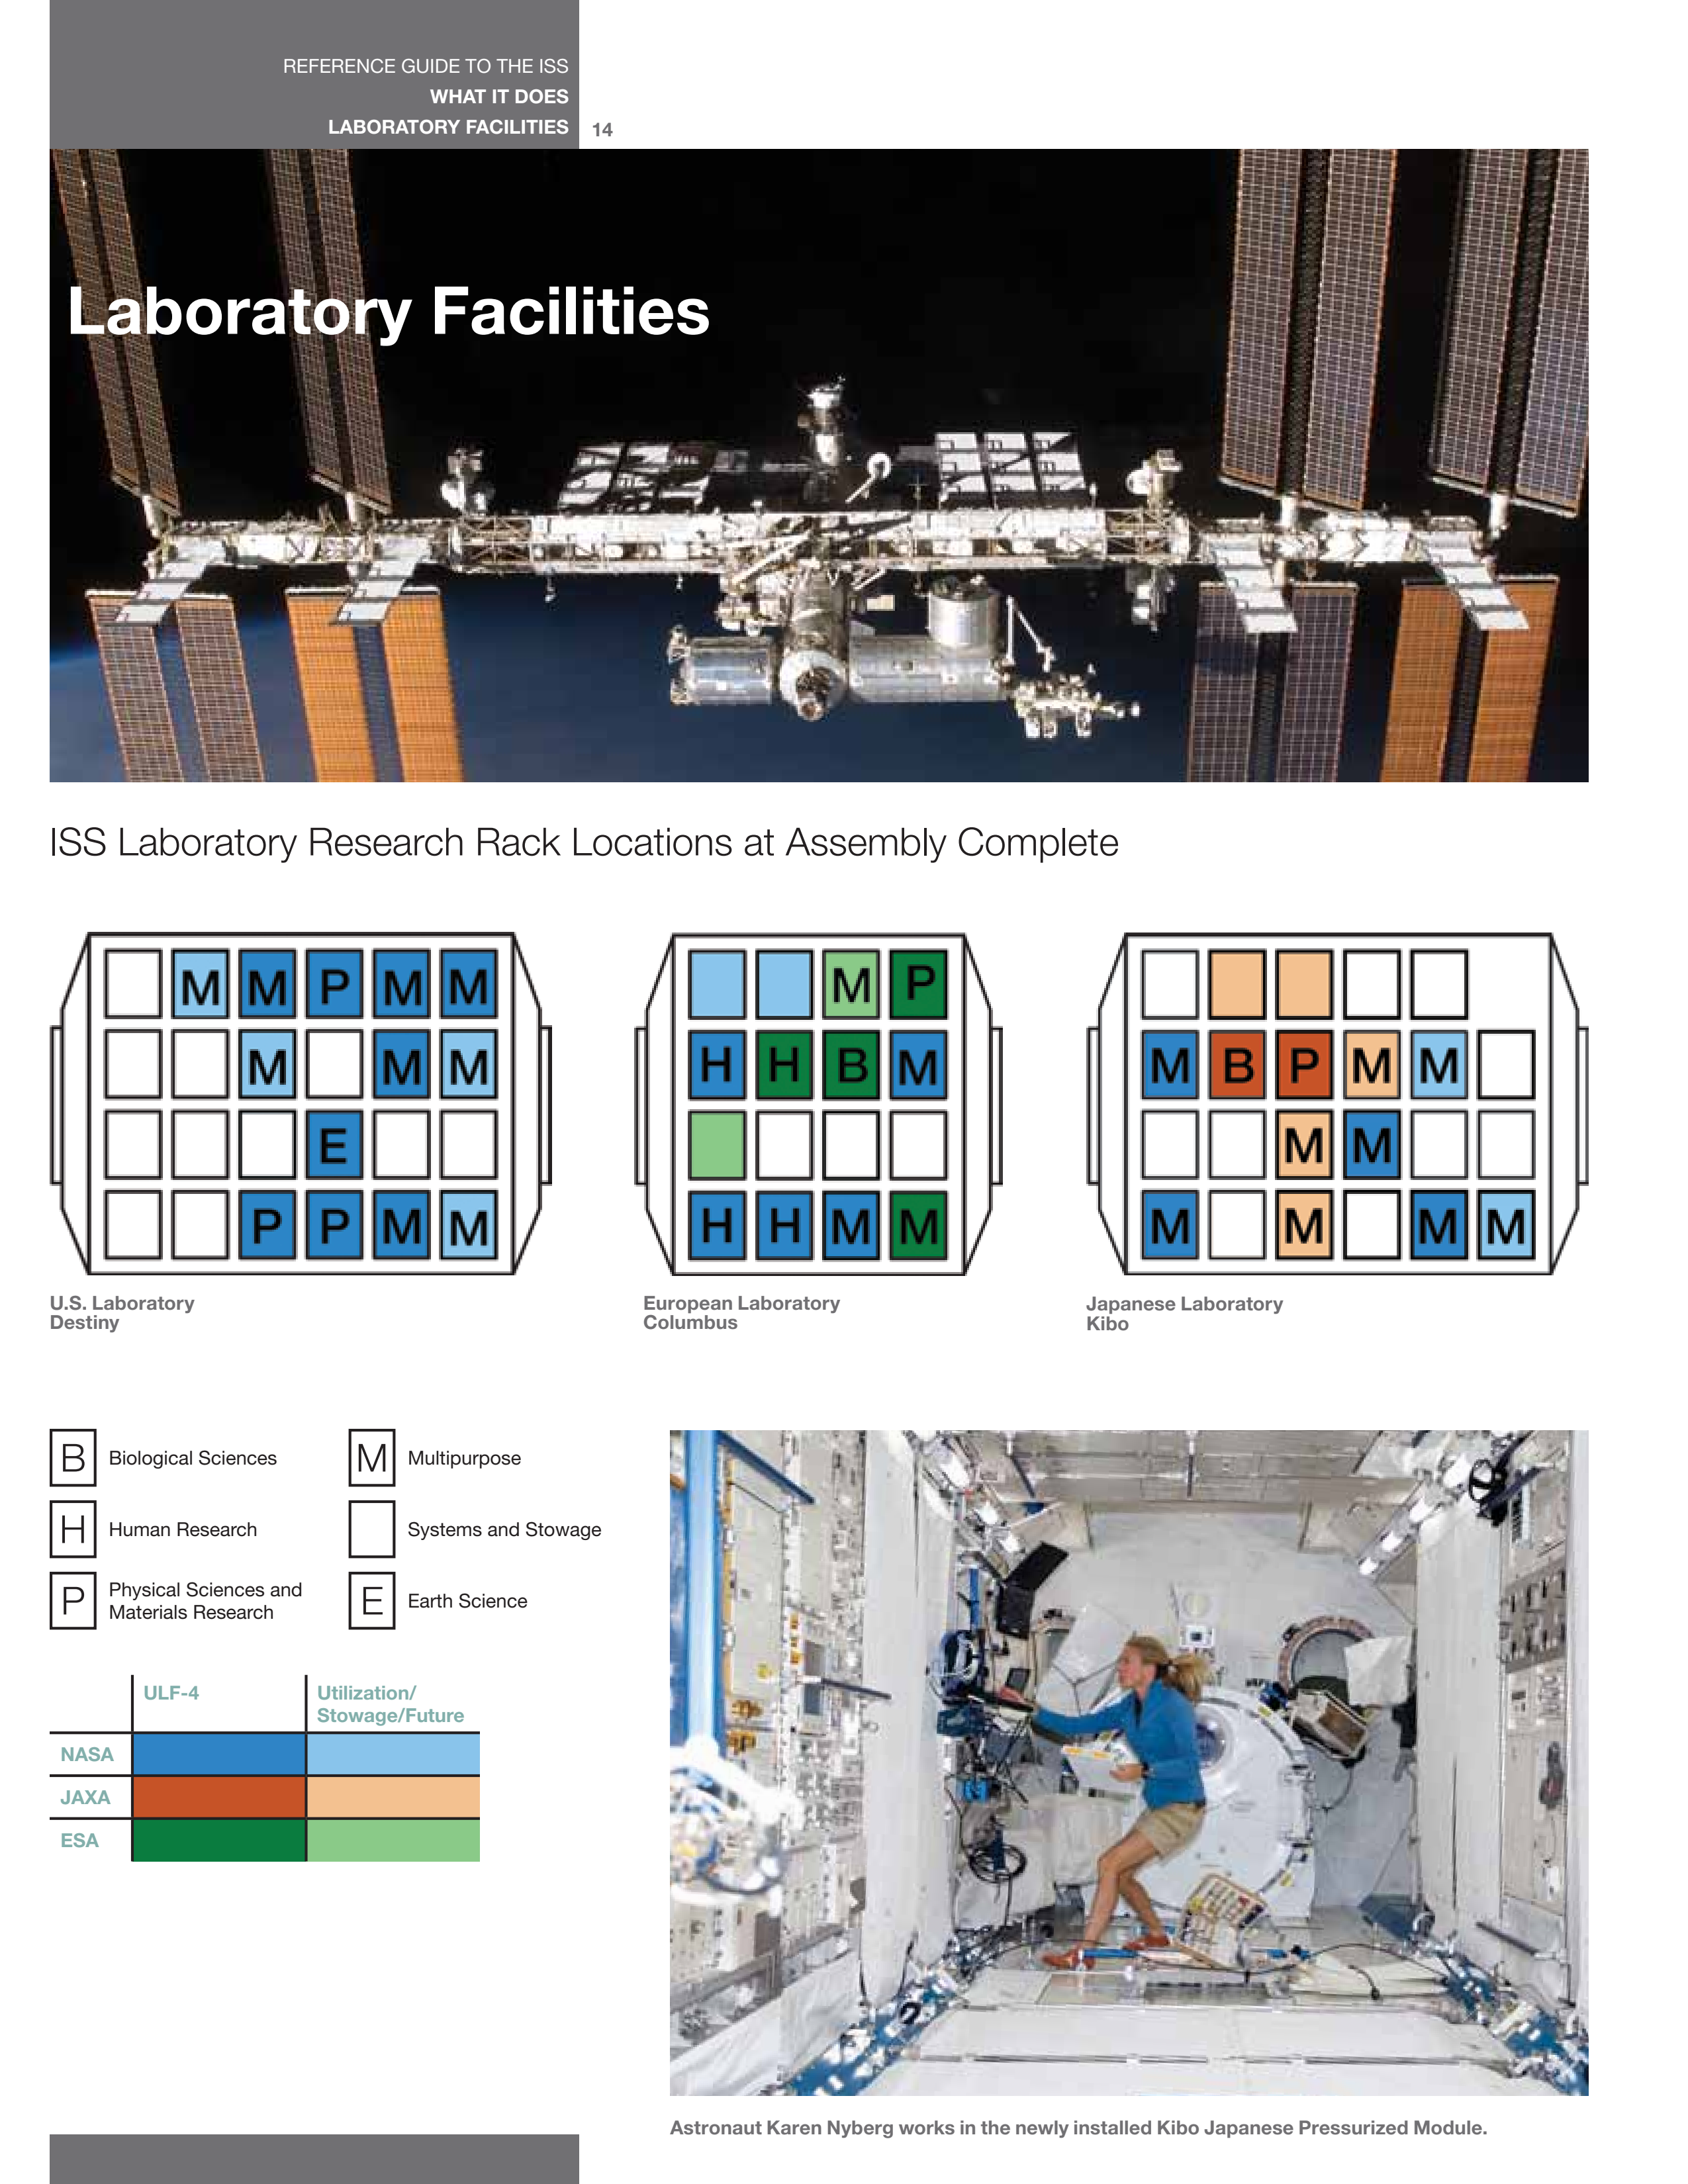 REFERENCE GUIDE TO THE ISS
WHAT IT DOES
LABORATORY FACILITIES 14
Laboratory Facilities
ISS Laboratory Research Rack Locations at Assembly Complete
M M P M M
M M M
E
P P M M
U.S. Laboratory
Destiny
M P
H H B M
H H M M
European Laboratory
Columbus
M B P M M
M M
M M M M
Japanese Laboratory
Kibo
B Biological Sciences
H Human Research
P Physical Sciences and
Materials Research
M Multipurpose
Systems and Stowage
E Earth Science
ULF-4 Utilization/
Stowage/Future
NASA
JAXA
ESA
Astronaut Karen Nyberg works in the newly installed Kibo Japanese Pressurized Module.